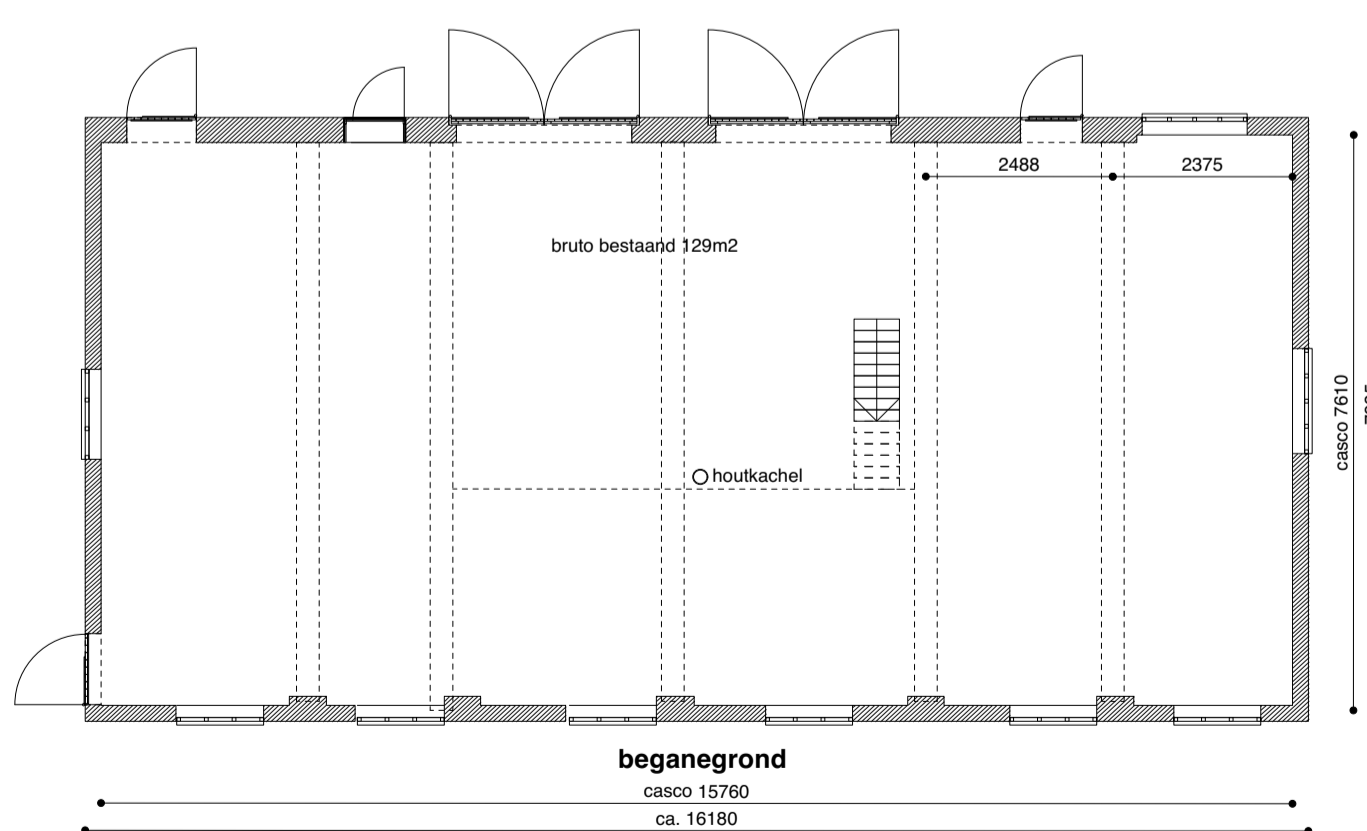 2488
2375
bruto bestaand 129m2
casco 7610
houtkachel
beganegrond
casco 15760
ca. 16180